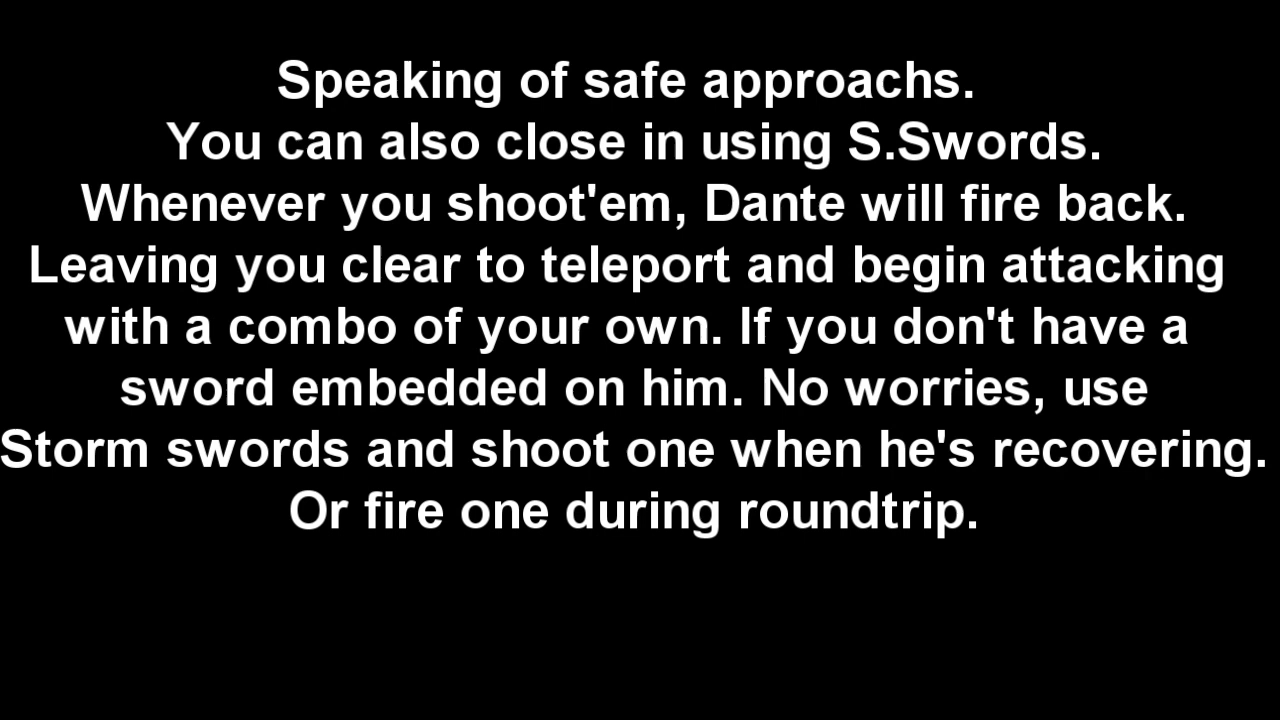 Speaking of safe approachs.
You can also close in using S.Swords.
Whenever you shoot'em, Dante will fire back.
Leaving you clear to teleport and begin attacking
with a combo of your own. If you don't have a
sword embedded on him. No worries, use
Storm swords and shoot one when he's recovering.
Or fire one during roundtrip.